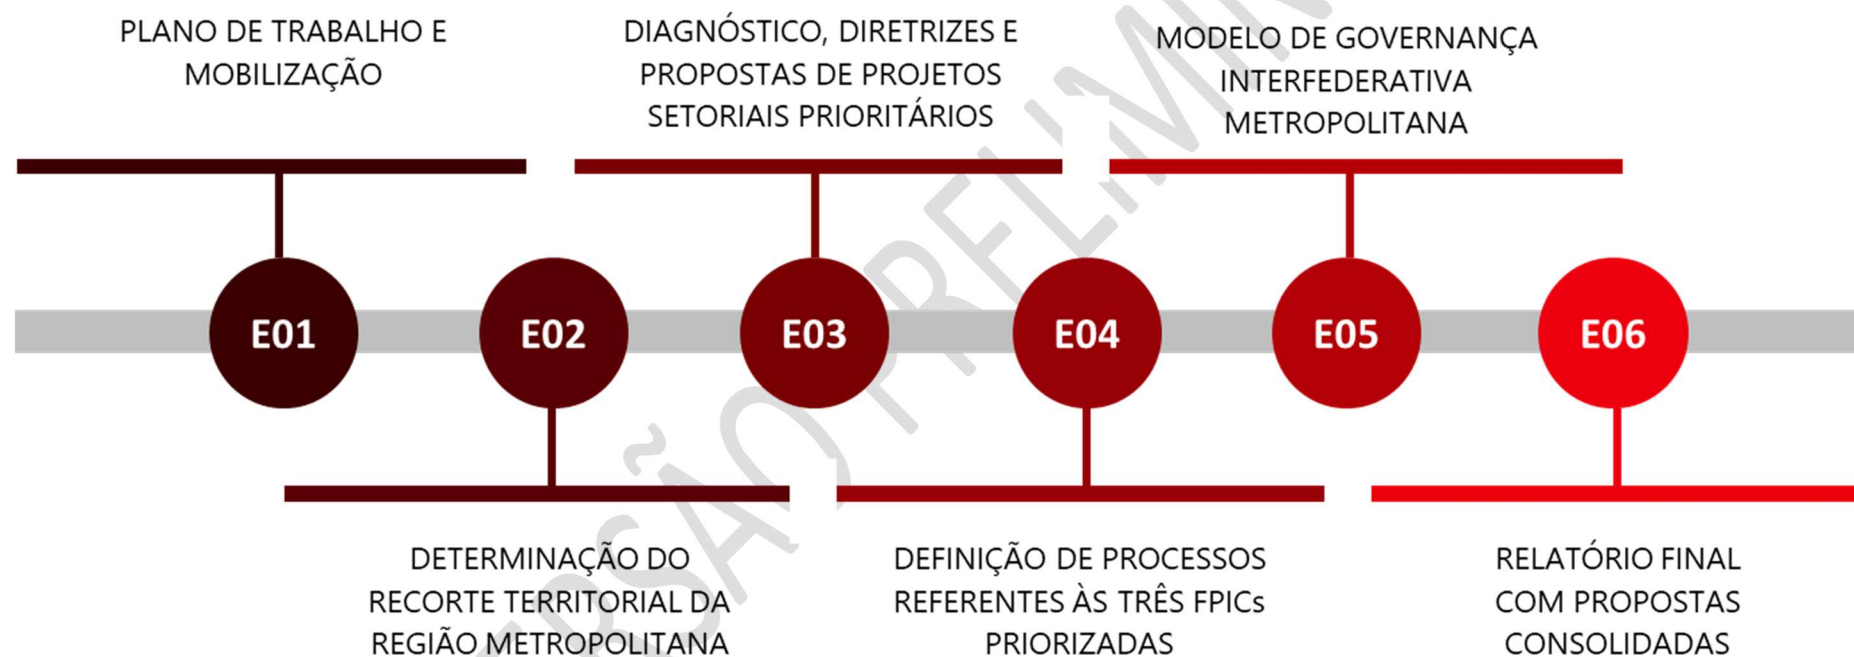 PLANO DE TRABALHO E
MOBILIZAÇÃO
DIAGNÓSTICO, DIRETRIZES E
PROPOSTAS DE PROJETOS
SETORIAIS PRIORITÁRIOS
MODELO DE GOVERNANÇA
INTERFEDERATIVA
METROPOLITANA
E01
E02
E03
E04
E05
E06
DETERMINAÇÃO DO
RECORTE TERRITORIAL DA
REGIÃO METROPOLITANA
DEFINIÇÃO DE PROCESSOS
REFERENTES ÀS TRÊS FPICs
PRIORIZADAS
RELATÓRIO FINAL
COM PROPOSTAS
CONSOLIDADAS